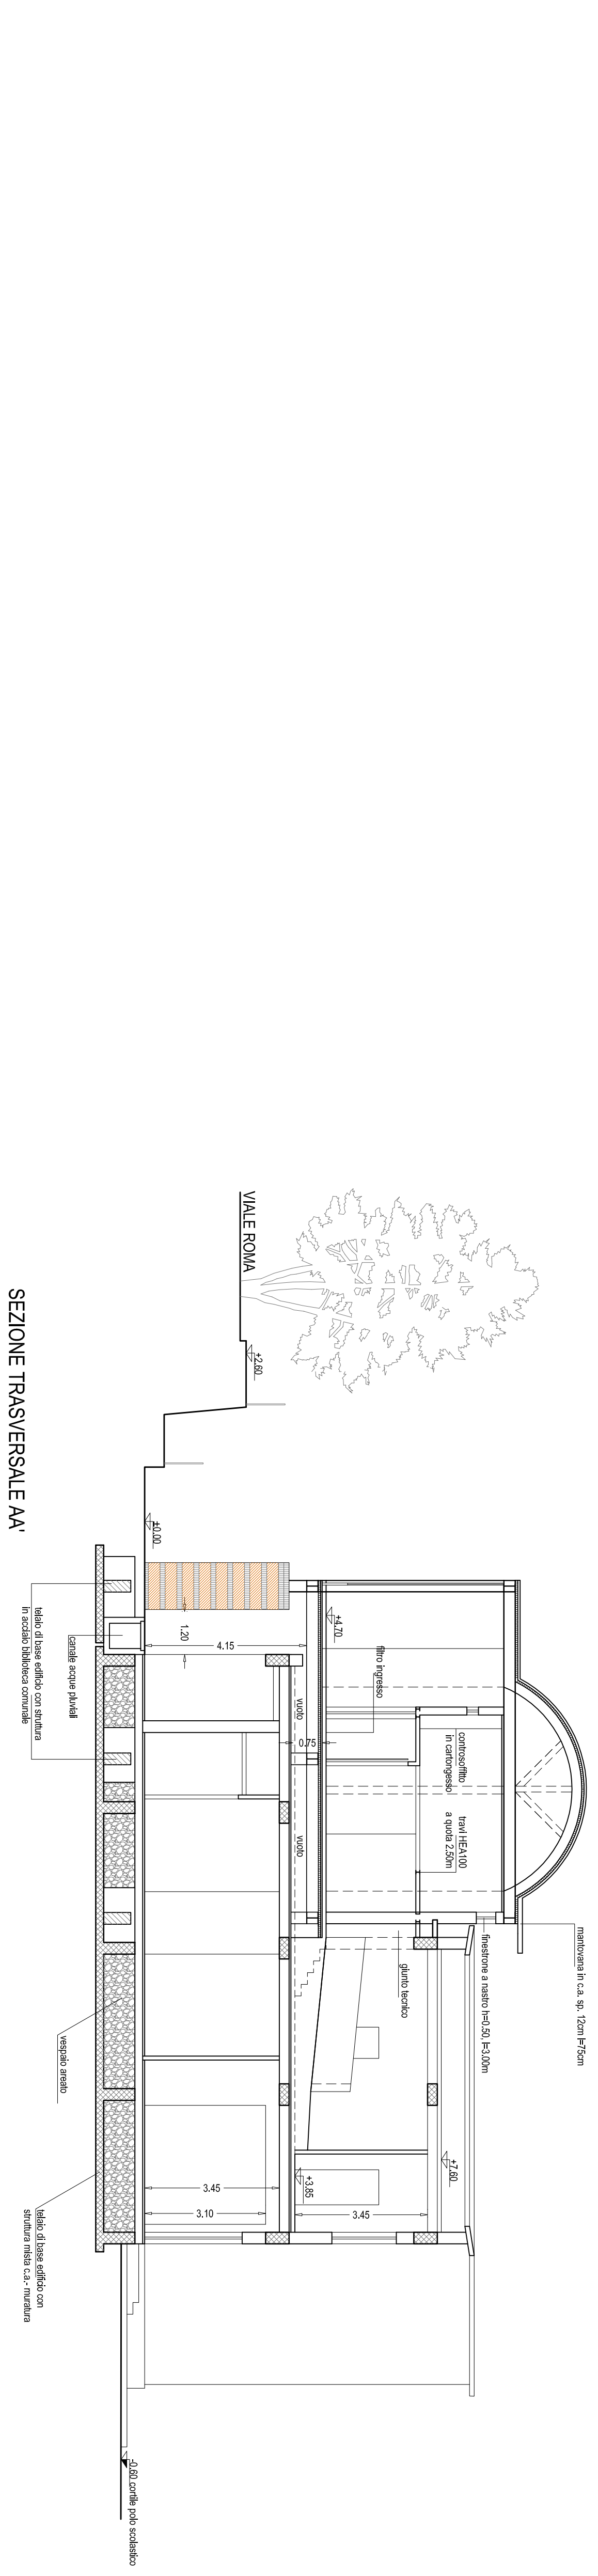 mantovana in c.a. sp. 12cm l=75cm
finestrone a nastro h=0.50, l=3.00m
controsoffitto
in cartongesso
travi HEA100
a quota 2.50m
+7.60
giunto tecnico
filtro ingresso
+4.70
0.75
vuoto
vuoto
+3.85
3.45
VIALE ROMA
+2.60
±0.00
1.20
4.15
3.45
3.10
-0.60 cortile polo scolastico
canale acque pluviali
vespaio areato
telaio di base edificio con struttura
in acciaio biblioteca comunale
telaio di base edificio con
struttura mista c.a.- muratura
SEZIONE TRASVERSALE AA'